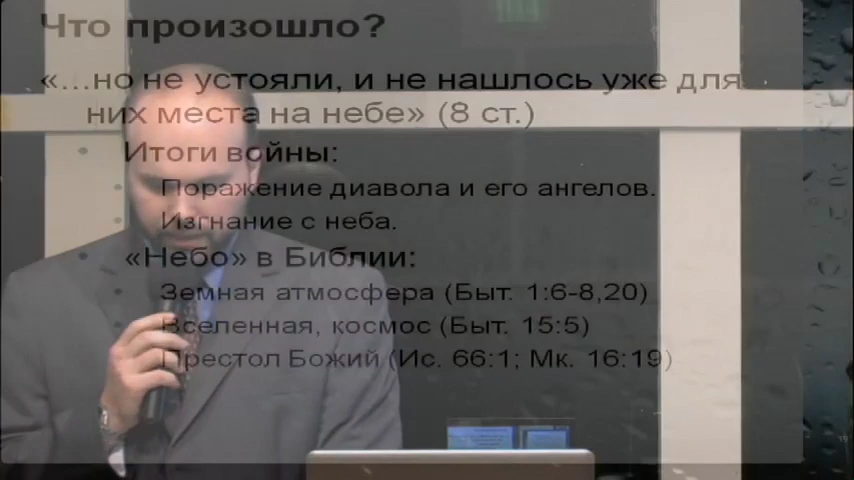 Что произошло?
«...но не устояли, и не нашлось уже для
них места на небе» (8 ст.)
• Итоги войны:
• Поражение диавола и его ангелов.
• Изгнание с неба.
• «Небо» в Библии:
• Земная атмосфера (Быт. 1:6-8,20)
• Вселенная, космос (Быт. 15:5)
• Престол Божий (Ис. 66:1; Мк. 16:19)